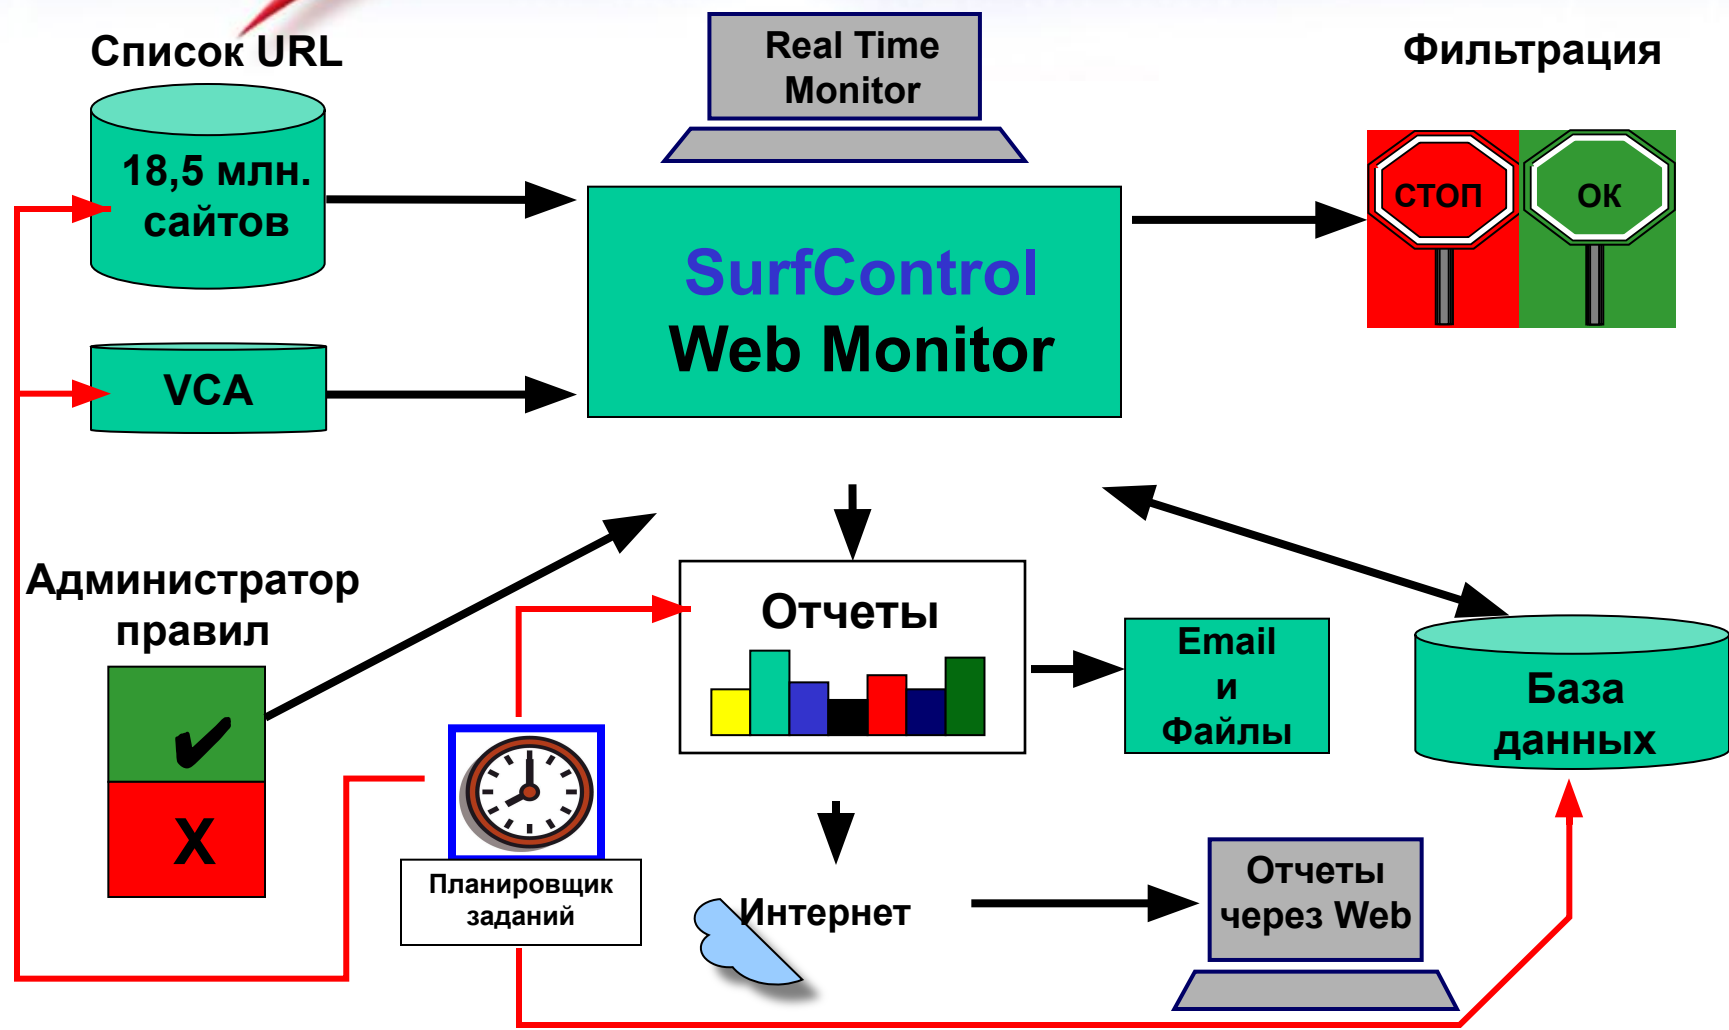 Список URL
18,5 млн.
сайтов
VCA
Real Time
Monitor
SurfControl
Web Monitor
Фильтрация
СТОП
ОК
Администратор
правил
X
Планировщик
заданий
Отчеты
Email
и
Файлы
База
данных
Интернет
Отчеты
через Web